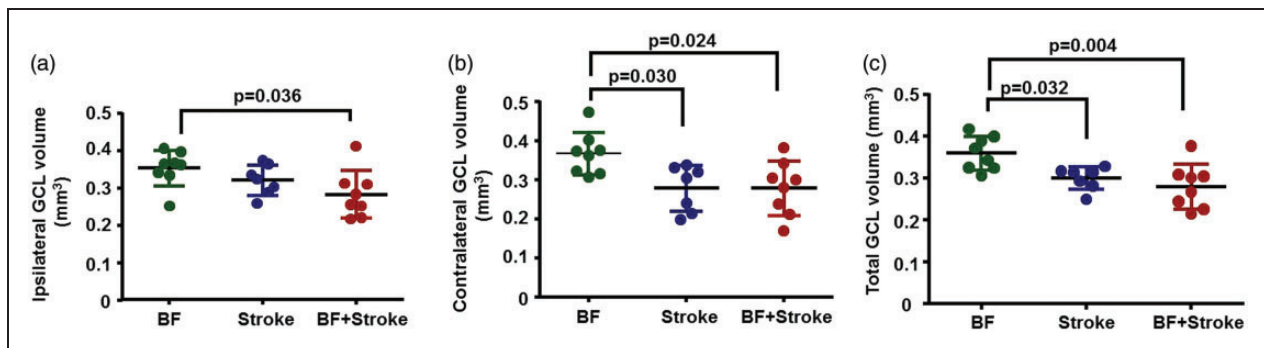 (a)
p=0.036
Ipsilateral GCL volume
(mm³)
0.5
0.4
0.3
0.2
0.1
0
BF
Stroke
BF+Stroke
(b)
p=0.024
p=0.030
Contralateral GCL volume
(mm³)
0.5
0.4
0.3
0.2
0.1
0
BF
Stroke
BF+Stroke
(c)
p=0.004
p=0.032
Total GCL volume (mm³)
0.5
0.4
0.3
0.2
0.1
0
BF
Stroke
BF+Stroke